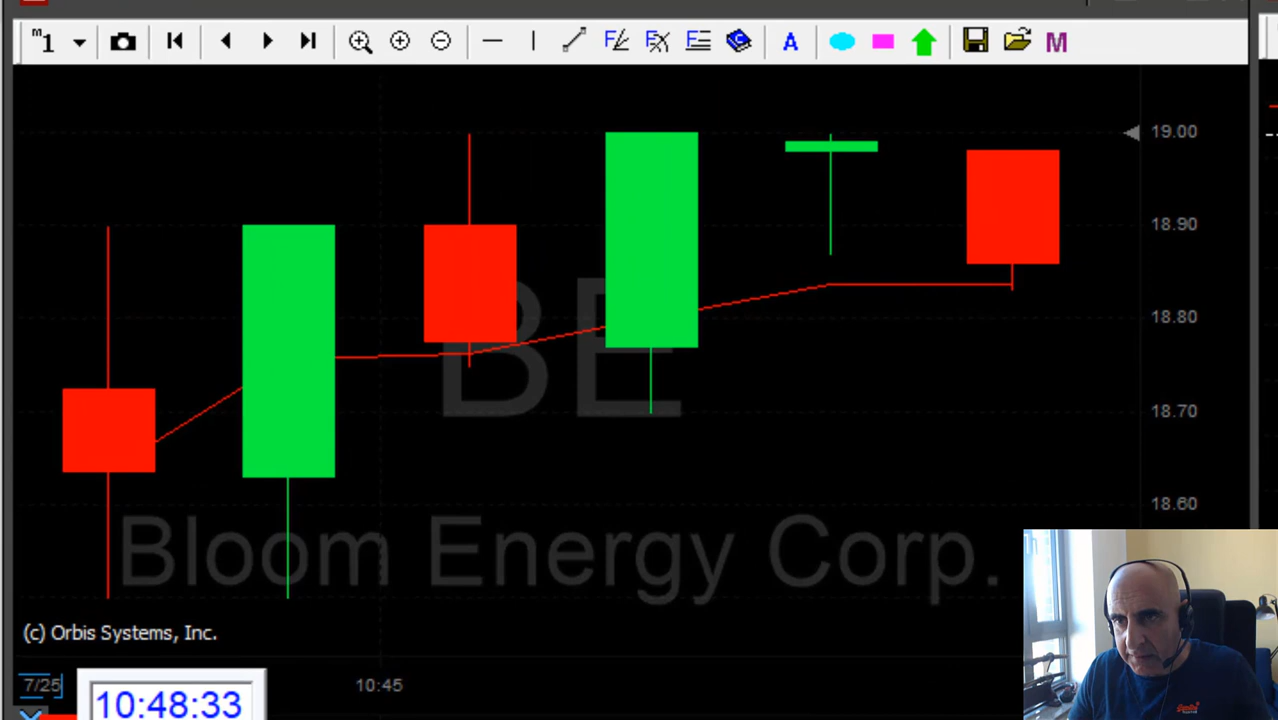 m1
A
M
19.00
18.90
18.80
18.70
18.60
BE
Bloom Energy Corp.
(c) Orbis Systems, Inc.
7/25
10:45
10:48:33